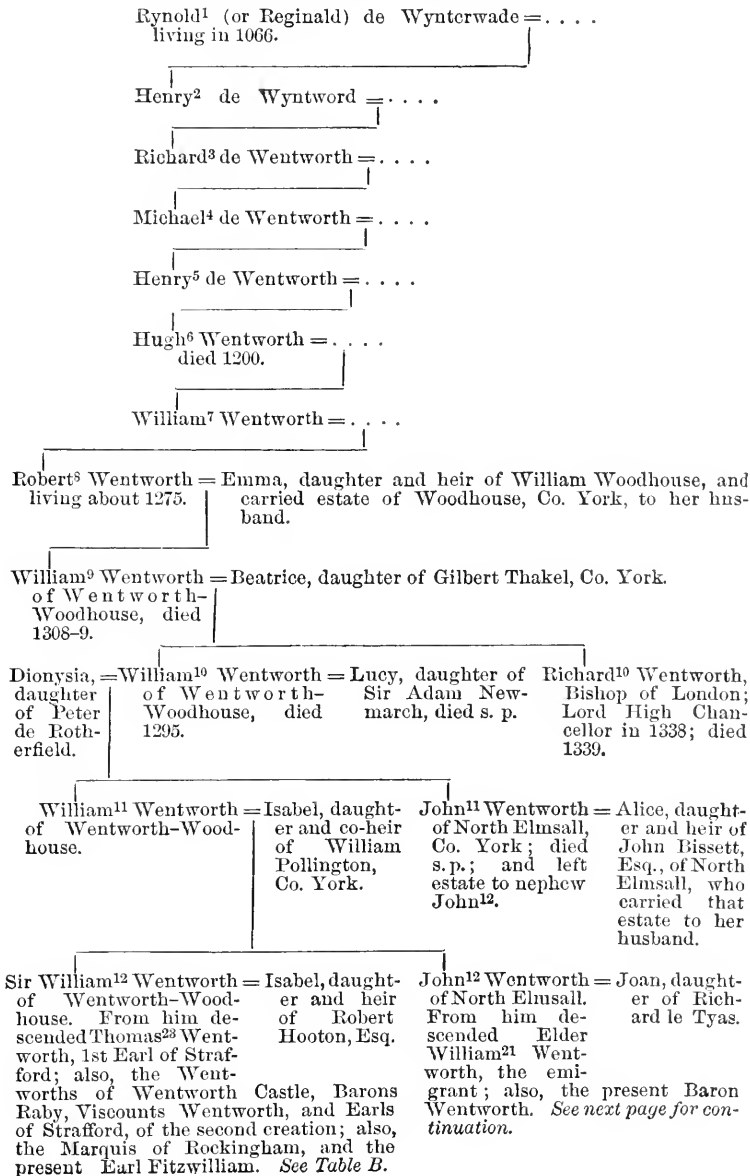 Rynold¹ (or Reginald) de Wynterwade = . . . .
living in 1066.
Henry² de Wyntword = . . . .
Richard³ de Wentworth = . . . .
Michael⁴ de Wentworth = . . . .
Henry⁵ de Wentworth = . . . .
Hugh⁶ Wentworth = . . . .
died 1200.
William⁷ Wentworth = . . . .
Robert⁸ Wentworth = Emma, daughter and heir of William Woodhouse, and
living about 1275. carried estate of Woodhouse, Co. York, to her hus-
band.
William⁹ Wentworth = Beatrice, daughter of Gilbert Thakel, Co. York.
of Wentworth-
Woodhouse, died
1308-9.
Dionysia, = William¹⁰ Wentworth = Lucy, daughter of Richard¹⁰ Wentworth,
daughter of Wentworth- Sir Adam New- Bishop of London;
of Peter Woodhouse, died march, died s. p. Lord High Chan-
de Roth- 1295. cellor in 1338; died
erfield. 1339.
William¹¹ Wentworth = Isabel, daught- John¹¹ Wentworth = Alice, daught-
of Wentworth-Wood- er and co-heir of North Elmsall, er and heir of
house. of William Co. York; died John Bissett,
Pollington, s. p.; and left Esq., of North
Co. York. estate to nephew Elmsall, who
John¹². carried that
estate to her
husband.
Sir William¹² Wentworth = Isabel, daught- John¹² Wentworth = Joan, daught-
of Wentworth-Wood- er and heir of North Elmsall. er of Rich-
house. From him de- of Robert From him de- ard le Tyas.
scended Thomas²³ Went- Hooton, Esq. scended Elder
worth, 1st Earl of Straf- William²¹ Went-
ford; also, the Went- worth, the emi-
worths of Wentworth Castle, Barons grant; also, the present Baron
Raby, Viscounts Wentworth, and Earls Wentworth. See next page for con-
of Strafford, of the second creation; also, tinuation.
the Marquis of Rockingham, and the
present Earl Fitzwilliam. See Table B.